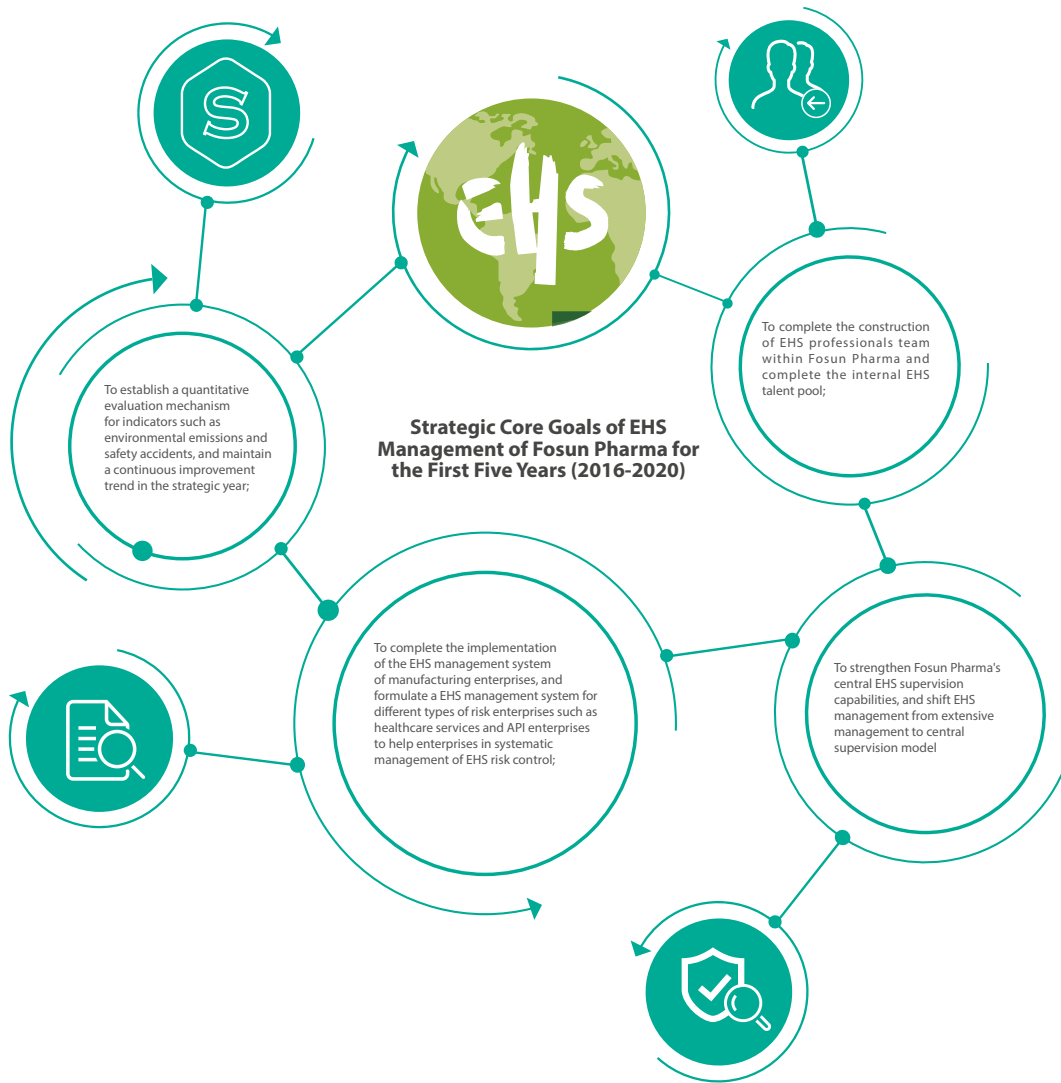 S
EHS
To complete the construction
of EHS professionals team
within Fosun Pharma and
complete the internal EHS
talent pool;
To establish a quantitative
evaluation mechanism
for indicators such as
environmental emissions and
safety accidents, and maintain
a continuous improvement
trend in the strategic year;
Strategic Core Goals of EHS
Management of Fosun Pharma for
the First Five Years (2016-2020)
To complete the implementation
of the EHS management system
of manufacturing enterprises, and
formulate a EHS management system for
different types of risk enterprises such as
healthcare services and API enterprises
to help enterprises in systematic
management of EHS risk control;
To strengthen Fosun Pharma's
central EHS supervision
capabilities, and shift EHS
management from extensive
management to central
supervision model